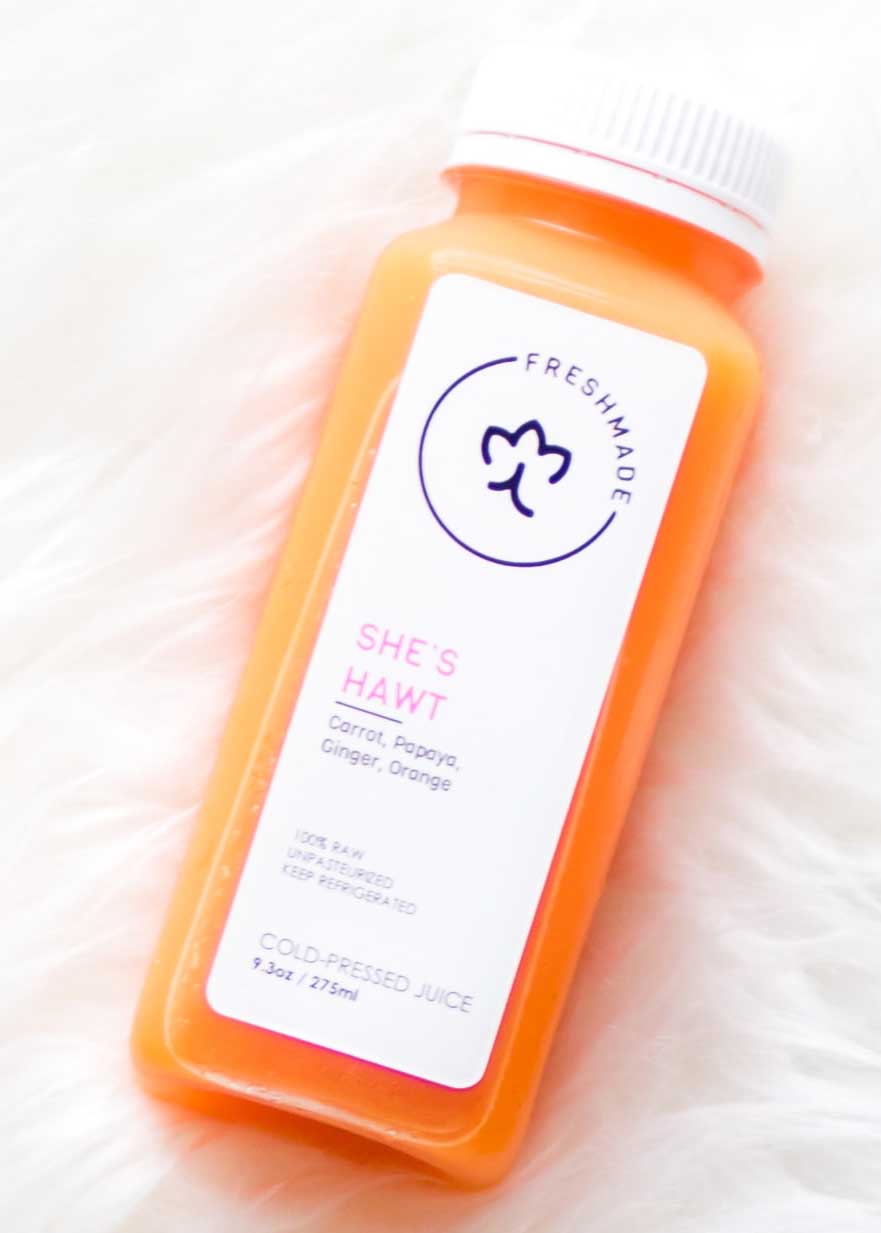 FRESHMADE
SHE'S
HAWT
Carrot, Papaya,
Ginger, Orange
100% RAW
UNPASTEURIZED
KEEP REFRIGERATED
COLD-PRESSED JUICE
9.3oz / 275ml